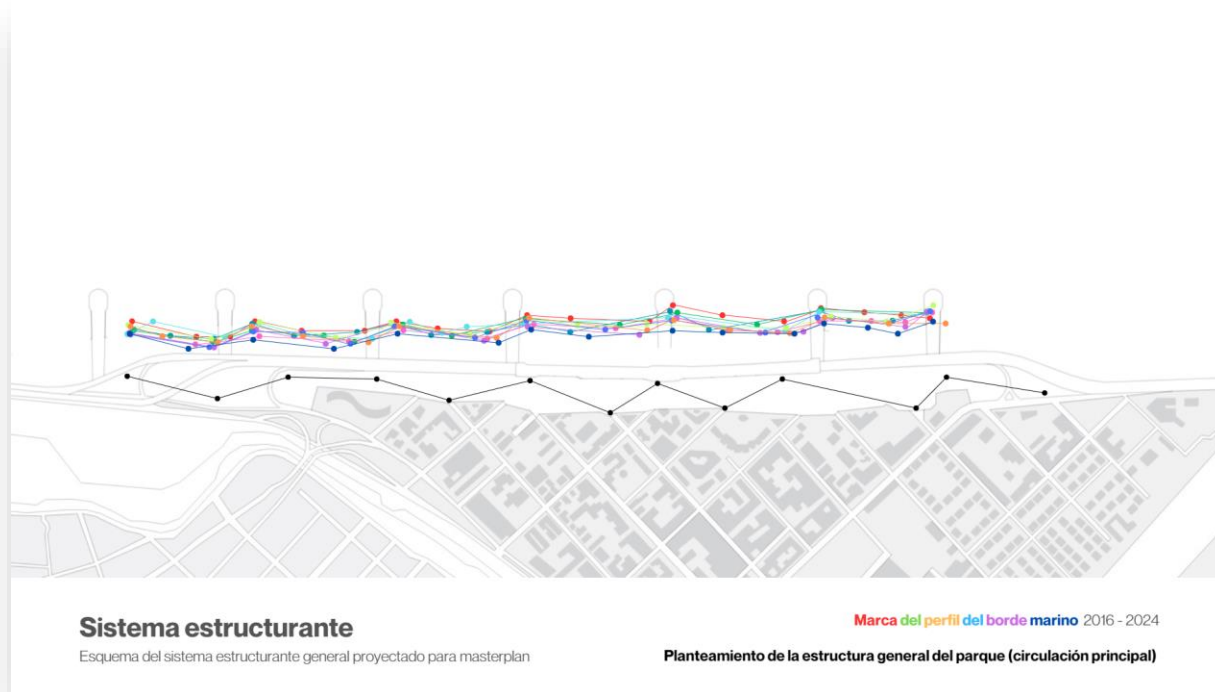 Sistema estructurante
Esquema del sistema estructurante general proyectado para masterplan
Marca del perfil del borde marino 2016 - 2024
Planteamiento de la estructura general del parque (circulación principal)